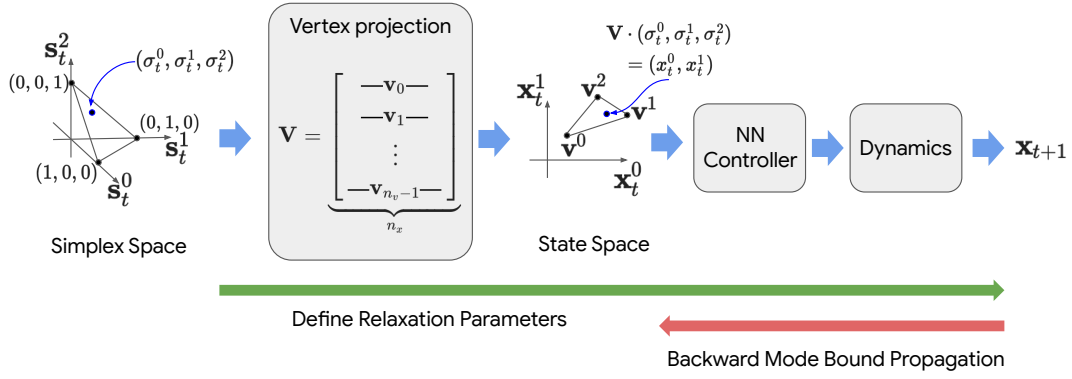 s_t^2
(σ_t^0, σ_t^1, σ_t^2)
(0, 0, 1)
(0, 1, 0)
s_t^1
(1, 0, 0)
s_t^0
Simplex Space
Vertex projection
V =
—v_0—
—v_1—
⋮
—v_{n_v−1}—
n_x
V · (σ_t^0, σ_t^1, σ_t^2)
= (x_t^0, x_t^1)
x_t^1
v^2
v^1
v^0
x_t^0
State Space
NN
Controller
Dynamics
x_{t+1}
Define Relaxation Parameters
Backward Mode Bound Propagation